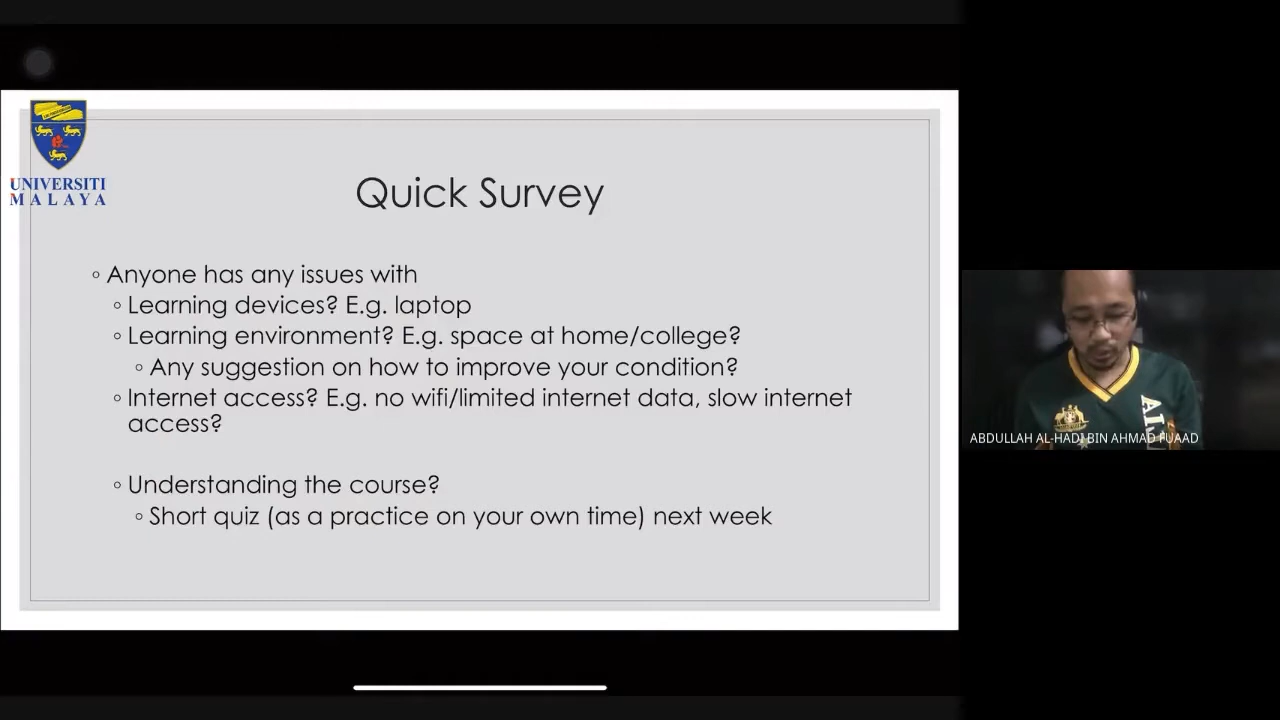 UNIVERSITI
MALAYA
Quick Survey
◦ Anyone has any issues with
◦ Learning devices? E.g. laptop
◦ Learning environment? E.g. space at home/college?
◦ Any suggestion on how to improve your condition?
◦ Internet access? E.g. no wifi/limited internet data, slow internet
access?
◦ Understanding the course?
◦ Short quiz (as a practice on your own time) next week
ABDULLAH AL-HADI BIN AHMAD FUAAD